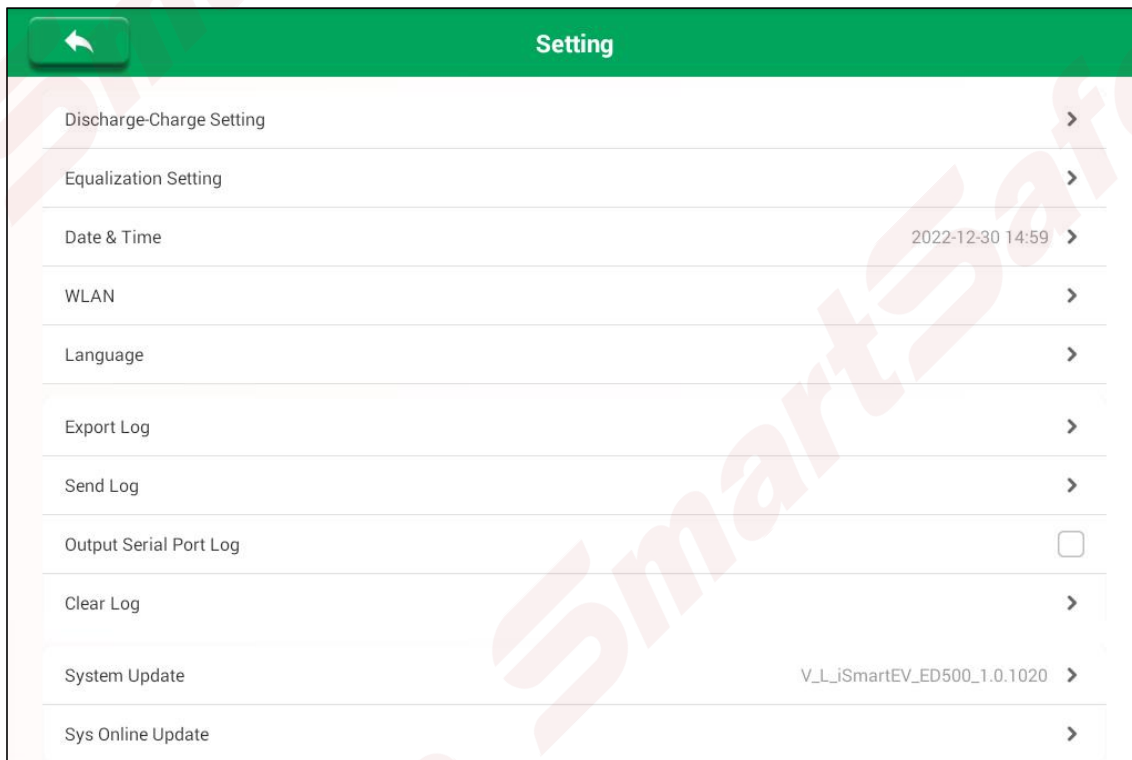 Setting
Discharge-Charge Setting
Equalization Setting
Date & Time 2022-12-30 14:59
WLAN
Language
Export Log
Send Log
Output Serial Port Log
Clear Log
System Update V_L_iSmartEV_ED500_1.0.1020
Sys Online Update
SmartSafe